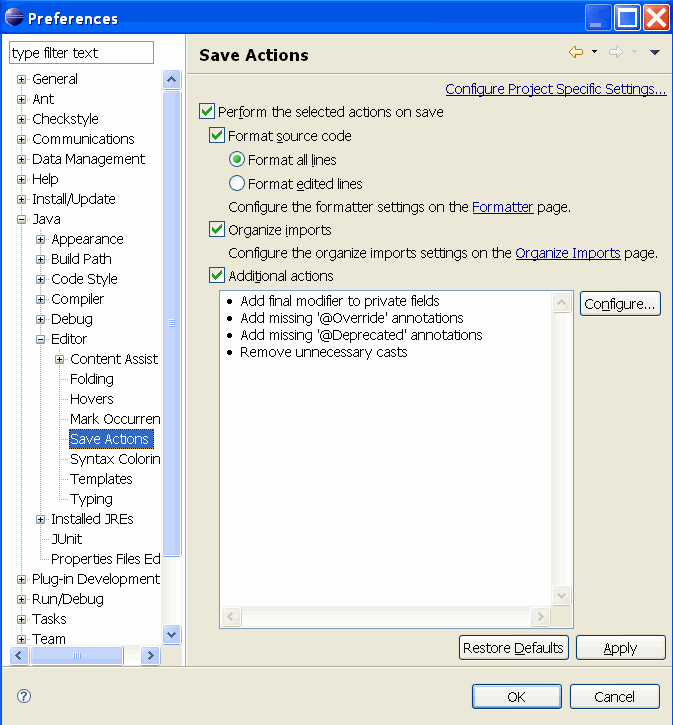 Preferences
type filter text
General
Ant
Checkstyle
Communications
Data Management
Help
Install/Update
Java
Appearance
Build Path
Code Style
Compiler
Debug
Editor
Content Assist
Folding
Hovers
Mark Occurren
Save Actions
Syntax Colorin
Templates
Typing
Installed JREs
JUnit
Properties Files Ed
Plug-in Development
Run/Debug
Tasks
Team
Save Actions
Configure Project Specific Settings...
Perform the selected actions on save
Format source code
Format all lines
Format edited lines
Configure the formatter settings on the Formatter page.
Organize imports
Configure the organize imports settings on the Organize Imports page.
Additional actions
• Add final modifier to private fields
• Add missing '@Override' annotations
• Add missing '@Deprecated' annotations
• Remove unnecessary casts
Configure...
Restore Defaults
Apply
?
OK
Cancel